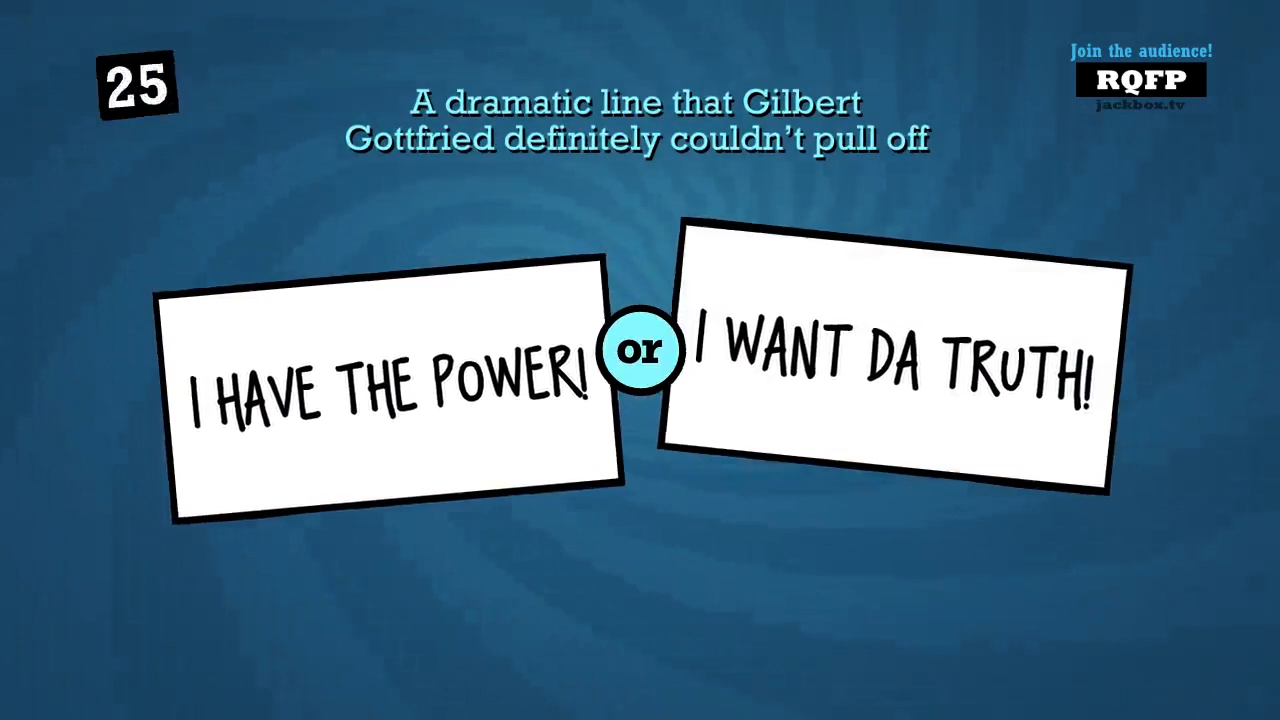 25
Join the audience!
RQFP
jackbox.tv
A dramatic line that Gilbert
Gottfried definitely couldn't pull off
I HAVE THE POWER!
or
I WANT DA TRUTH!